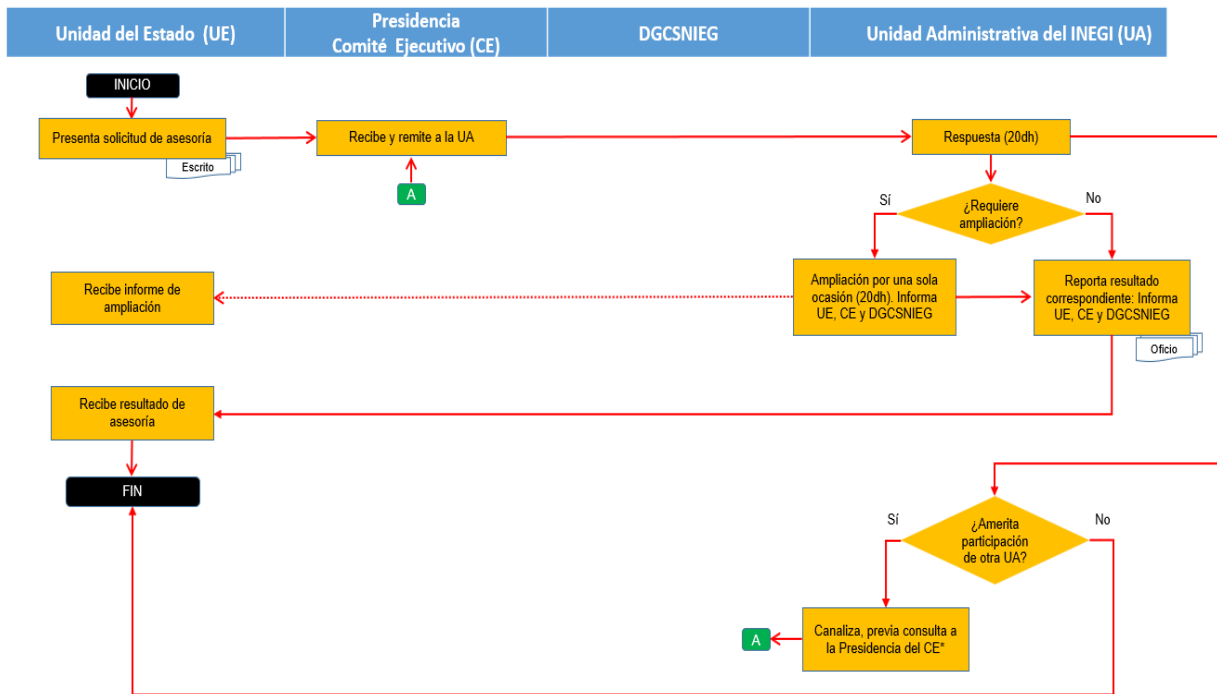 Unidad del Estado (UE)
Presidencia
Comité Ejecutivo (CE)
DGCSNIEG
Unidad Administrativa del INEGI (UA)
INICIO
Presenta solicitud de asesoría
Escrito
Recibe y remite a la UA
A
Respuesta (20dh)
¿Requiere
ampliación?
Sí
No
Recibe informe de
ampliación
Ampliación por una sola
ocasión (20dh). Informa
UE, CE y DGCSNIEG
Reporta resultado
correspondiente: Informa
UE, CE y DGCSNIEG
Oficio
Recibe resultado de
asesoría
FIN
¿Amerita
participación
de otra UA?
Sí
No
Canaliza, previa consulta a
la Presidencia del CE*
A